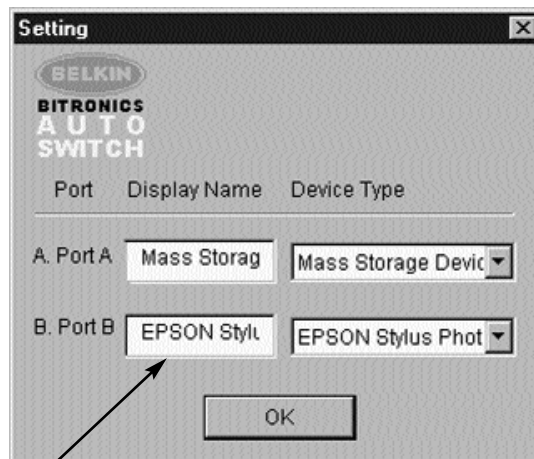 Setting
BELKIN
BITRONICS
AUTO
SWITCH
Port Display Name Device Type
A. Port A Mass Storag Mass Storage Devic
B. Port B EPSON Styl EPSON Stylus Phot
OK